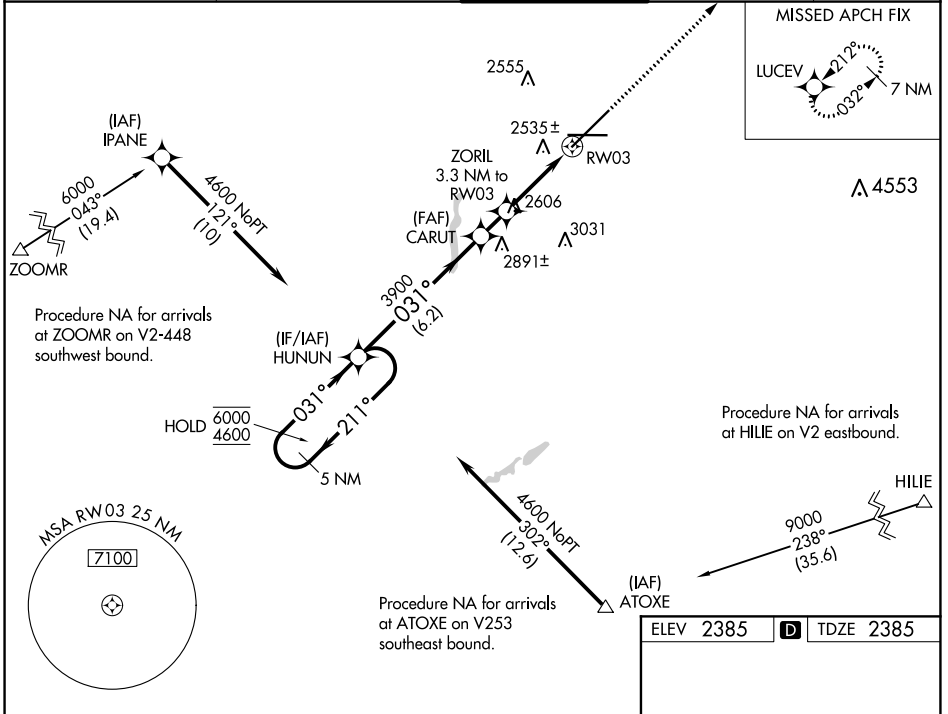 MISSED APCH FIX
LUCEV
212°
032°
7 NM
2555
2535±
RW03
ZORIL
3.3 NM to
RW03
2606
4553
(IAF)
IPANE
6000
043°
(19.4)
4600 NoPT
121°
(10)
ZOOMR
(FAF)
CARUT
3031
2891±
Procedure NA for arrivals
at ZOOMR on V2-448
southwest bound.
3900
031°
(6.2)
(IF/IAF)
HUNUN
031°
211°
HOLD
6000
4600
5 NM
Procedure NA for arrivals
at HILIE on V2 eastbound.
HILIE
9000
238°
(35.6)
4600 NoPT
302°
(12.6)
(IAF)
ATOXE
MSA RW03 25 NM
7100
Procedure NA for arrivals
at ATOXE on V253
southeast bound.
ELEV 2385 D TDZE 2385